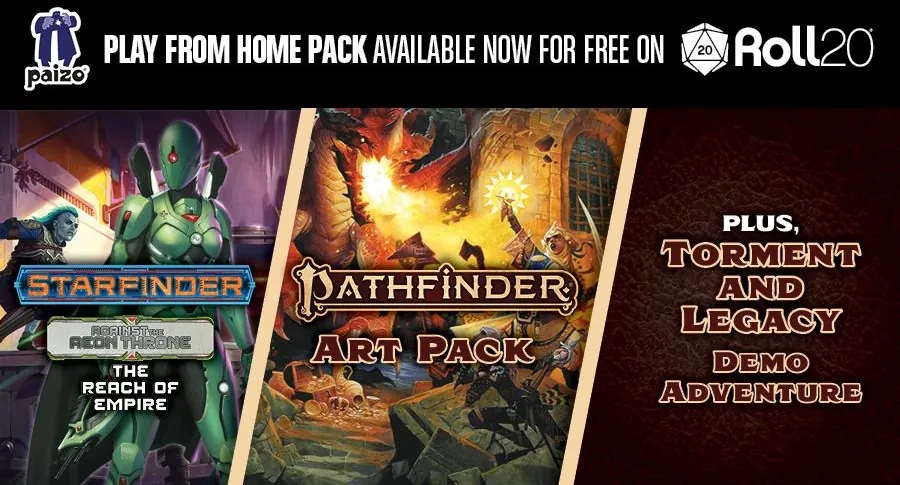 paizo
PLAY FROM HOME PACK AVAILABLE NOW FOR FREE ON
20
Roll20
STARFINDER
AGAINST THE
AEON THRONE
THE
REACH OF
EMPIRE
PATHFINDER
ART PACK
PLUS,
TORMENT
AND
LEGACY
DEMO
ADVENTURE